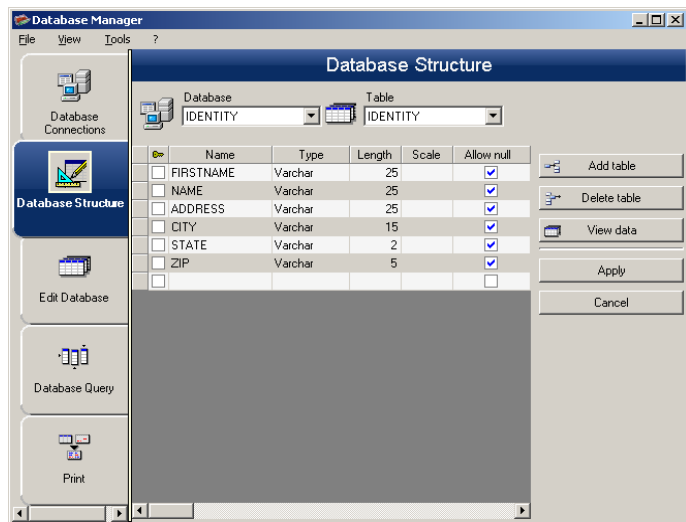 Database Manager
File View Tools ?
Database Structure
Database Connections
Database Structure
Edit Database
Database Query
Print
Database
IDENTITY
Table
IDENTITY
Name Type Length Scale Allow null
FIRSTNAME Varchar 25
NAME Varchar 25
ADDRESS Varchar 25
CITY Varchar 15
STATE Varchar 2
ZIP Varchar 5
Add table
Delete table
View data
Apply
Cancel